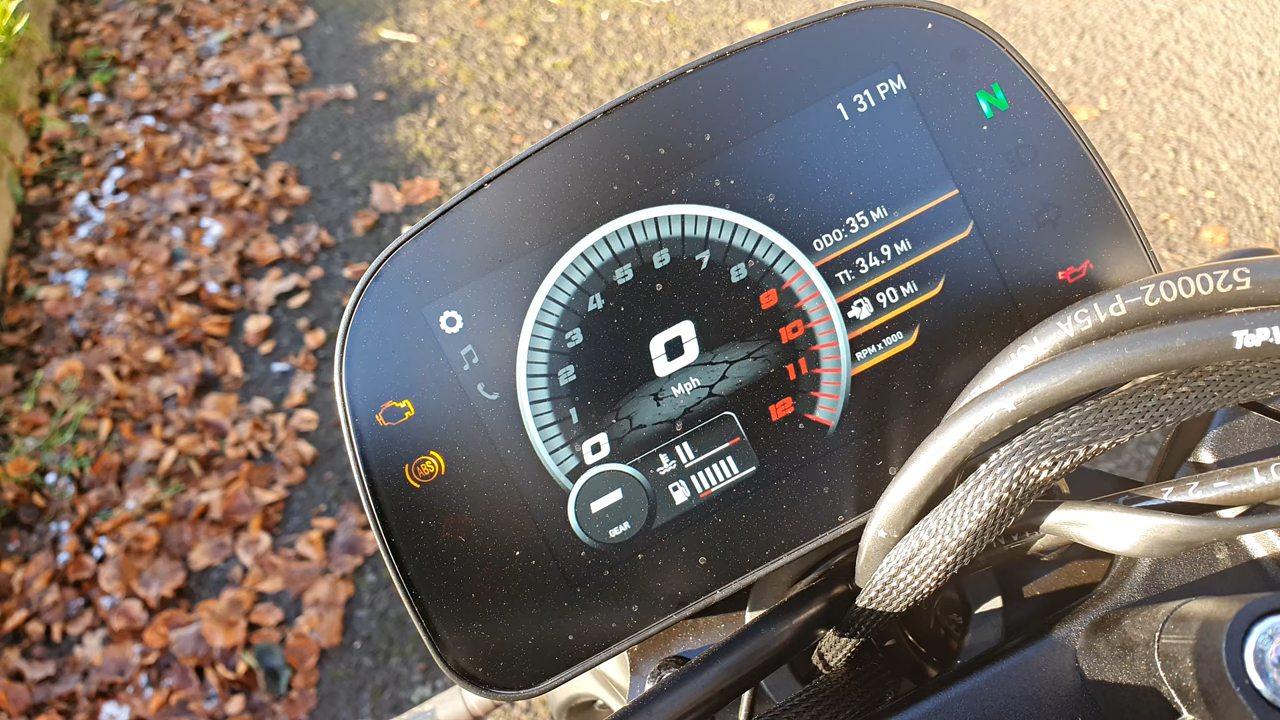 1 31 PM
N
ODO: 35 Mi
T1: 34.9 Mi
90 Mi
RPM x 1000
0
1
2
3
4
5
6
7
8
9
10
11
12
0
Mph
GEAR
ABS
520002-P15A